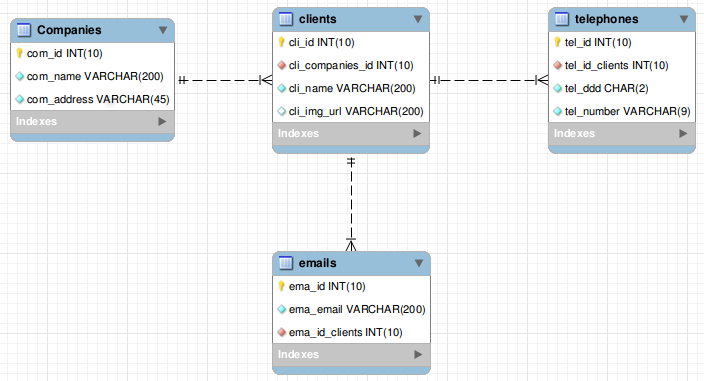 Companies
com_id INT(10)
com_name VARCHAR(200)
com_address VARCHAR(45)
Indexes
clients
cli_id INT(10)
cli_companies_id INT(10)
cli_name VARCHAR(200)
cli_img_url VARCHAR(200)
Indexes
telephones
tel_id INT(10)
tel_id_clients INT(10)
tel_ddd CHAR(2)
tel_number VARCHAR(9)
Indexes
emails
ema_id INT(10)
ema_email VARCHAR(200)
ema_id_clients INT(10)
Indexes